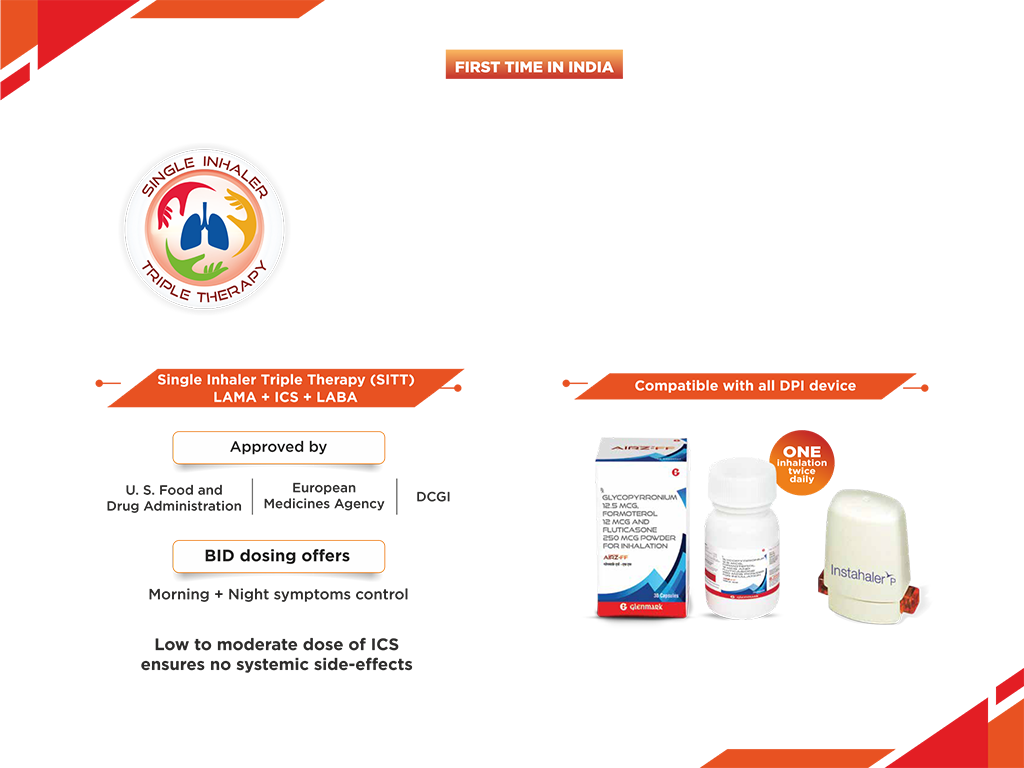 FIRST TIME IN INDIA
SINGLE INHALER
TRIPLE THERAPY
Single Inhaler Triple Therapy (SITT)
LAMA + ICS + LABA
Approved by
U. S. Food and
Drug Administration
European
Medicines Agency
DCGI
BID dosing offers
Morning + Night symptoms control
Low to moderate dose of ICS
ensures no systemic side-effects
Compatible with all DPI device
ONE
inhalation
twice
daily
AIRZ-FF
GLYCOPYRRONIUM
12.5 MCG,
FORMOTEROL
12 MCG AND
FLUTICASONE
250 MCG POWDER
FOR INHALATION
AIRZ-FF
Glenmark
AIRZ-FF
Glenmark
Instahaler P